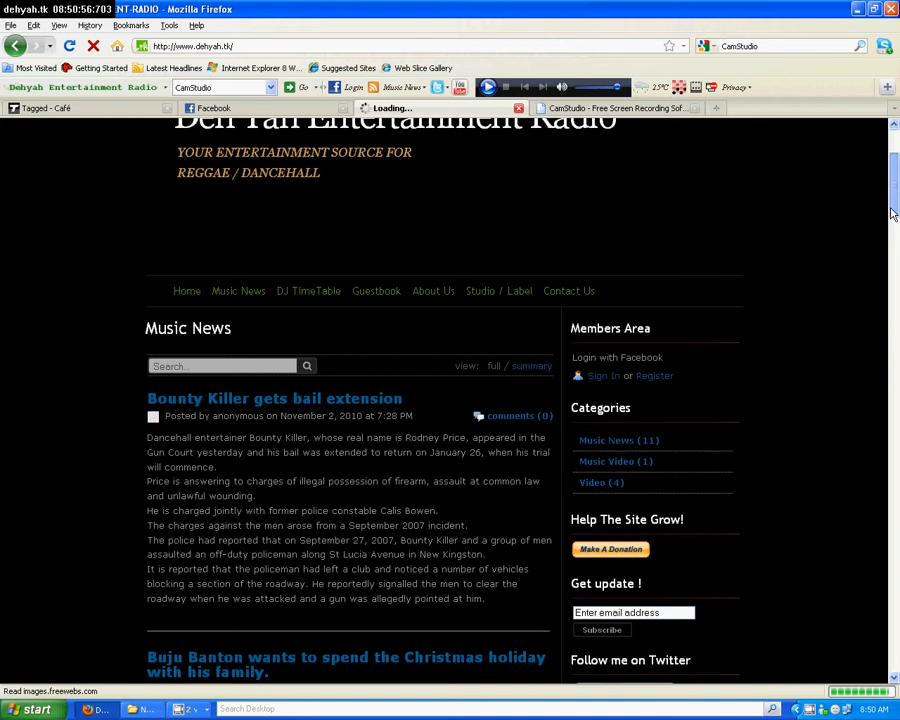 dehyah.tk 08:50:56:703 ENT-RADIO - Mozilla Firefox
File Edit View History Bookmarks Tools Help
http://www.dehyah.tk/ CamStudio
Most Visited Getting Started Latest Headlines Internet Explorer 8 W... Suggested Sites Web Slice Gallery
Dehyah Entertainment Radio CamStudio Go Login Music News You Tube 25°C Privacy
Tagged - Café Facebook Loading... CamStudio - Free Screen Recording Sof...
Entertainment Radio
YOUR ENTERTAINMENT SOURCE FOR
REGGAE / DANCEHALL
Home Music News DJ TimeTable Guestbook About Us Studio / Label Contact Us
Music News
Search... view: full / summary
Bounty Killer gets bail extension
Posted by anonymous on November 2, 2010 at 7:28 PM comments (0)
Dancehall entertainer Bounty Killer, whose real name is Rodney Price, appeared in the
Gun Court yesterday and his bail was extended to return on January 26, when his trial
will commence.
Price is answering to charges of illegal possession of firearm, assault at common law
and unlawful wounding.
He is charged jointly with former police constable Calis Bowen.
The charges against the men arose from a September 2007 incident.
The police had reported that on September 27, 2007, Bounty Killer and a group of men
assaulted an off-duty policeman along St Lucia Avenue in New Kingston.
It is reported that the policeman had left a club and noticed a number of vehicles
blocking a section of the roadway. He reportedly signalled the men to clear the
roadway when he was attacked and a gun was allegedly pointed at him.
Buju Banton wants to spend the Christmas holiday
with his family.
Members Area
Login with Facebook
Sign In or Register
Categories
Music News (11)
Music Video (1)
Video (4)
Help The Site Grow!
Make A Donation
Get update !
Enter email address
Subscribe
Follow me on Twitter
Read images.freewebs.com
start D... N... 2 Search Desktop 8:50 AM